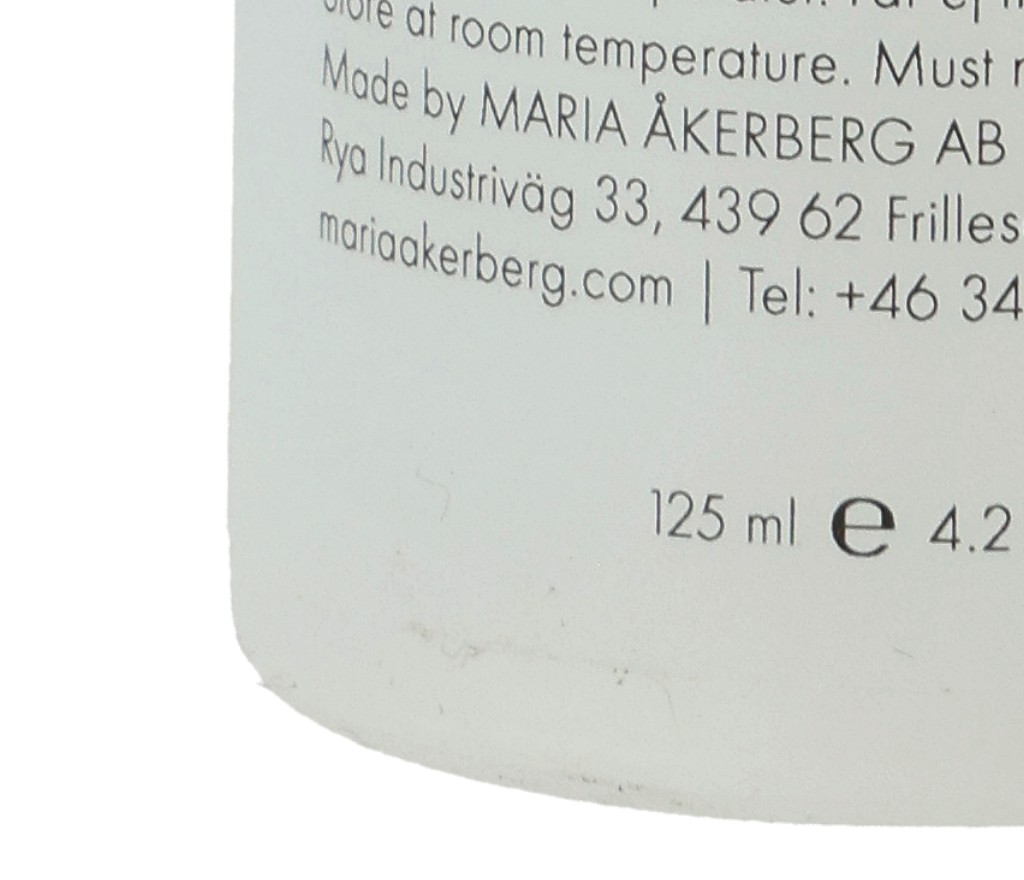 Store at room temperature. Must
Made by MARIA ÅKERBERG AB
Rya Industriväg 33, 439 62 Frilles
mariaakerberg.com | Tel: +46 34
125 ml e 4.2